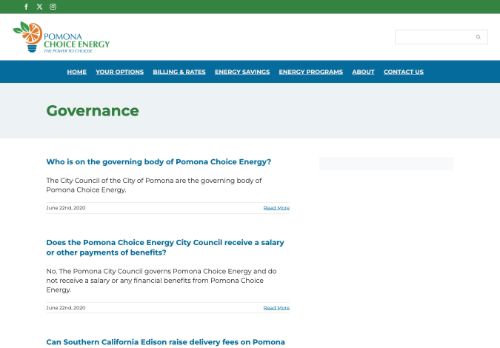 POMONA
CHOICE ENERGY
THE POWER TO CHOOSE
HOME YOUR OPTIONS BILLING & RATES ENERGY SAVINGS ENERGY PROGRAMS ABOUT CONTACT US
Governance
Who is on the governing body of Pomona Choice Energy?
The City Council of the City of Pomona are the governing body of
Pomona Choice Energy.
June 22nd, 2020 Read More
Does the Pomona Choice Energy City Council receive a salary
or other payments of benefits?
No. The Pomona City Council governs Pomona Choice Energy and do
not receive a salary or any financial benefits from Pomona Choice
Energy.
June 22nd, 2020 Read More
Can Southern California Edison raise delivery fees on Pomona